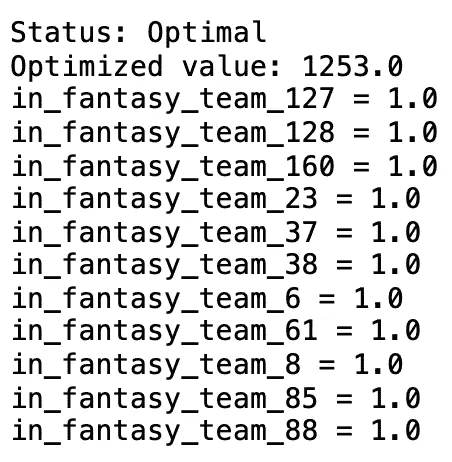 Status: Optimal
Optimized value: 1253.0
in_fantasy_team_127 = 1.0
in_fantasy_team_128 = 1.0
in_fantasy_team_160 = 1.0
in_fantasy_team_23 = 1.0
in_fantasy_team_37 = 1.0
in_fantasy_team_38 = 1.0
in_fantasy_team_6 = 1.0
in_fantasy_team_61 = 1.0
in_fantasy_team_8 = 1.0
in_fantasy_team_85 = 1.0
in_fantasy_team_88 = 1.0